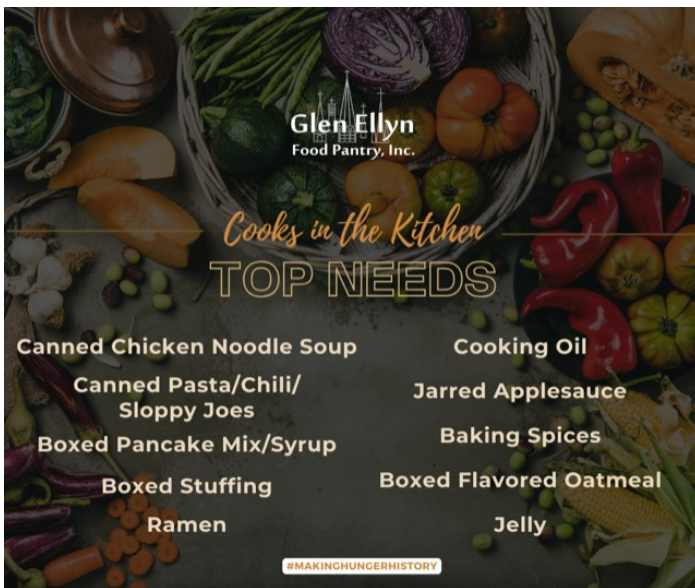 Glen Ellyn
Food Pantry, Inc.
Cooks in the Kitchen
TOP NEEDS
Canned Chicken Noodle Soup
Canned Pasta/Chili/
Sloppy Joes
Boxed Pancake Mix/Syrup
Boxed Stuffing
Ramen
Cooking Oil
Jarred Applesauce
Baking Spices
Boxed Flavored Oatmeal
Jelly
#MAKINGHUNGERHISTORY